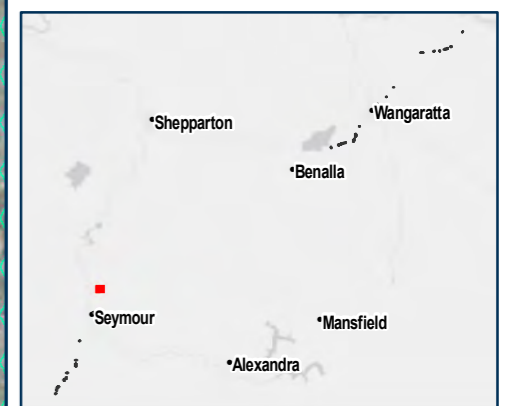 Wangaratta
Shepparton
Benalla
Seymour
Mansfield
Alexandra